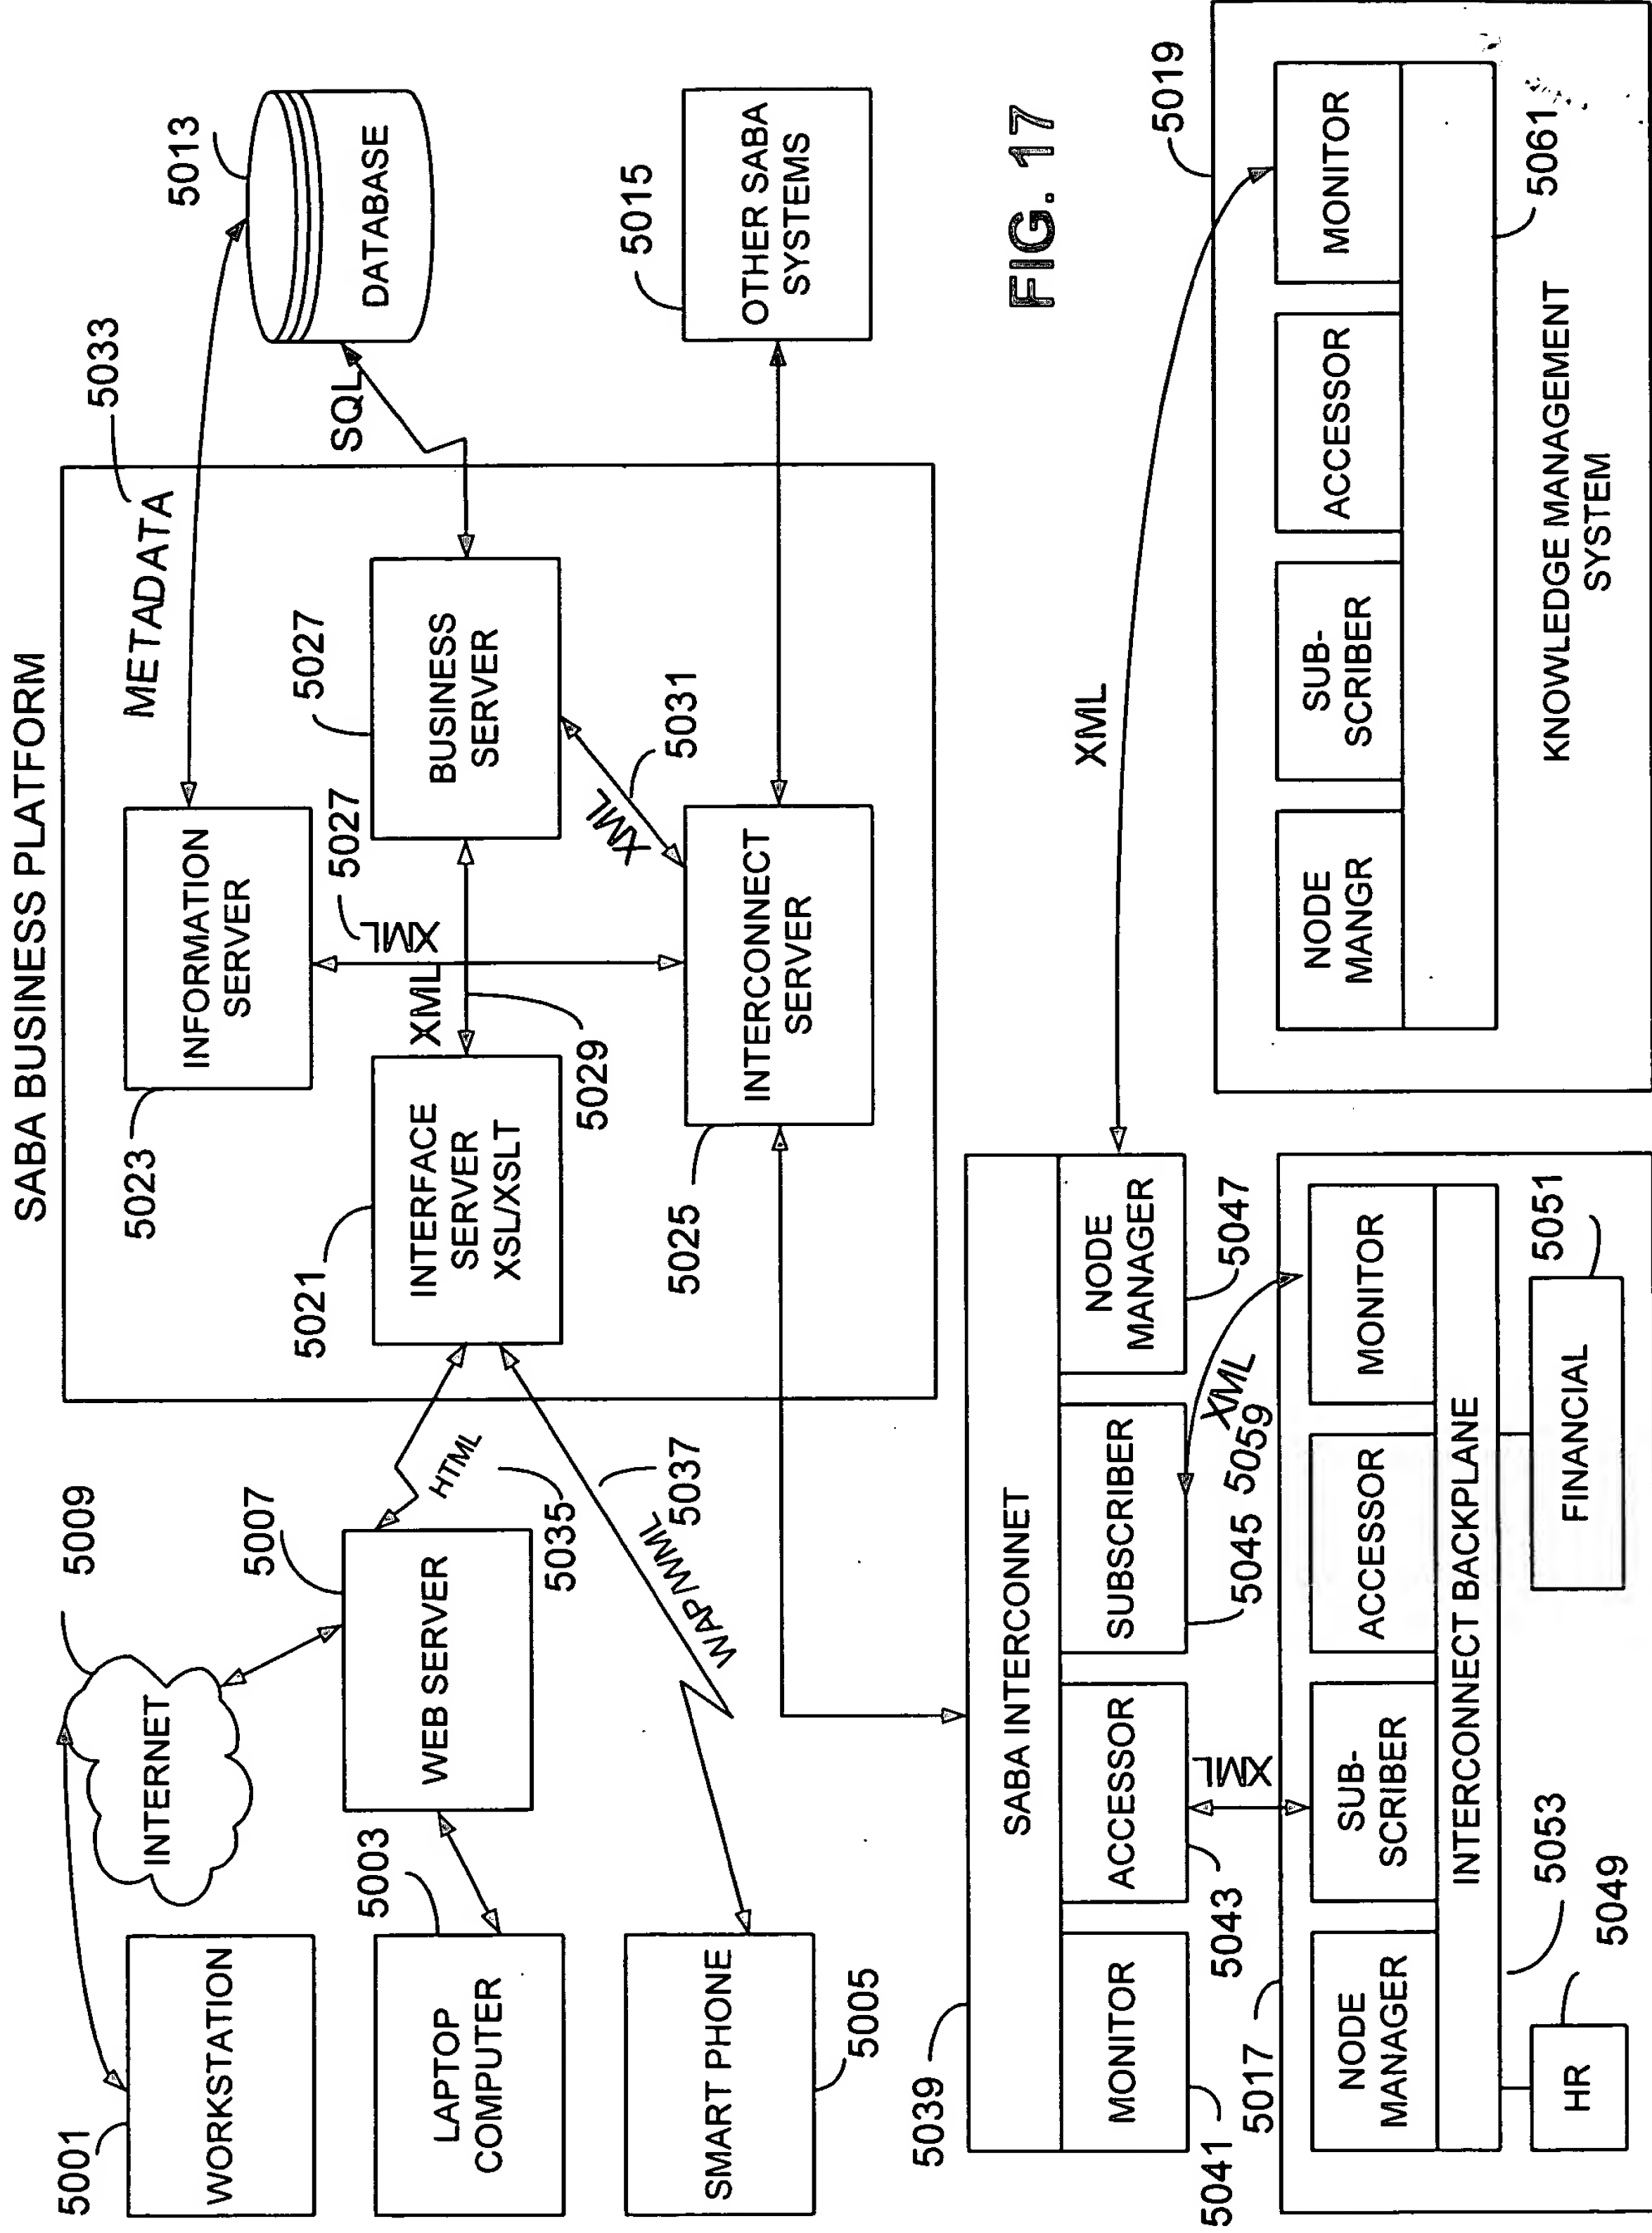 SABA BUSINESS PLATFORM
5001
WORKSTATION
5009
INTERNET
5003
LAPTOP
COMPUTER
5007
WEB SERVER
HTML
5035
SMART PHONE
5005
WAP/WML
5037
5023
INFORMATION
SERVER
METADATA
5033
5013
DATABASE
SQL
5021
INTERFACE
SERVER
XSL/XSLT
XML
5029
XML
5027
5027
BUSINESS
SERVER
XML
5031
5025
INTERCONNECT
SERVER
5015
OTHER SABA
SYSTEMS
FIG. 17
5039
SABA INTERCONNET
MONITOR
5041
ACCESSOR
5043
SUBSCRIBER
5045
NODE
MANAGER
5047
XML
XML
5059
XML
5017
NODE
MANAGER
SUB-
SCRIBER
ACCESSOR
MONITOR
INTERCONNECT BACKPLANE
5053
HR
5049
FINANCIAL
5051
5019
NODE
MANGR
SUB-
SCRIBER
ACCESSOR
MONITOR
5061
KNOWLEDGE MANAGEMENT
SYSTEM